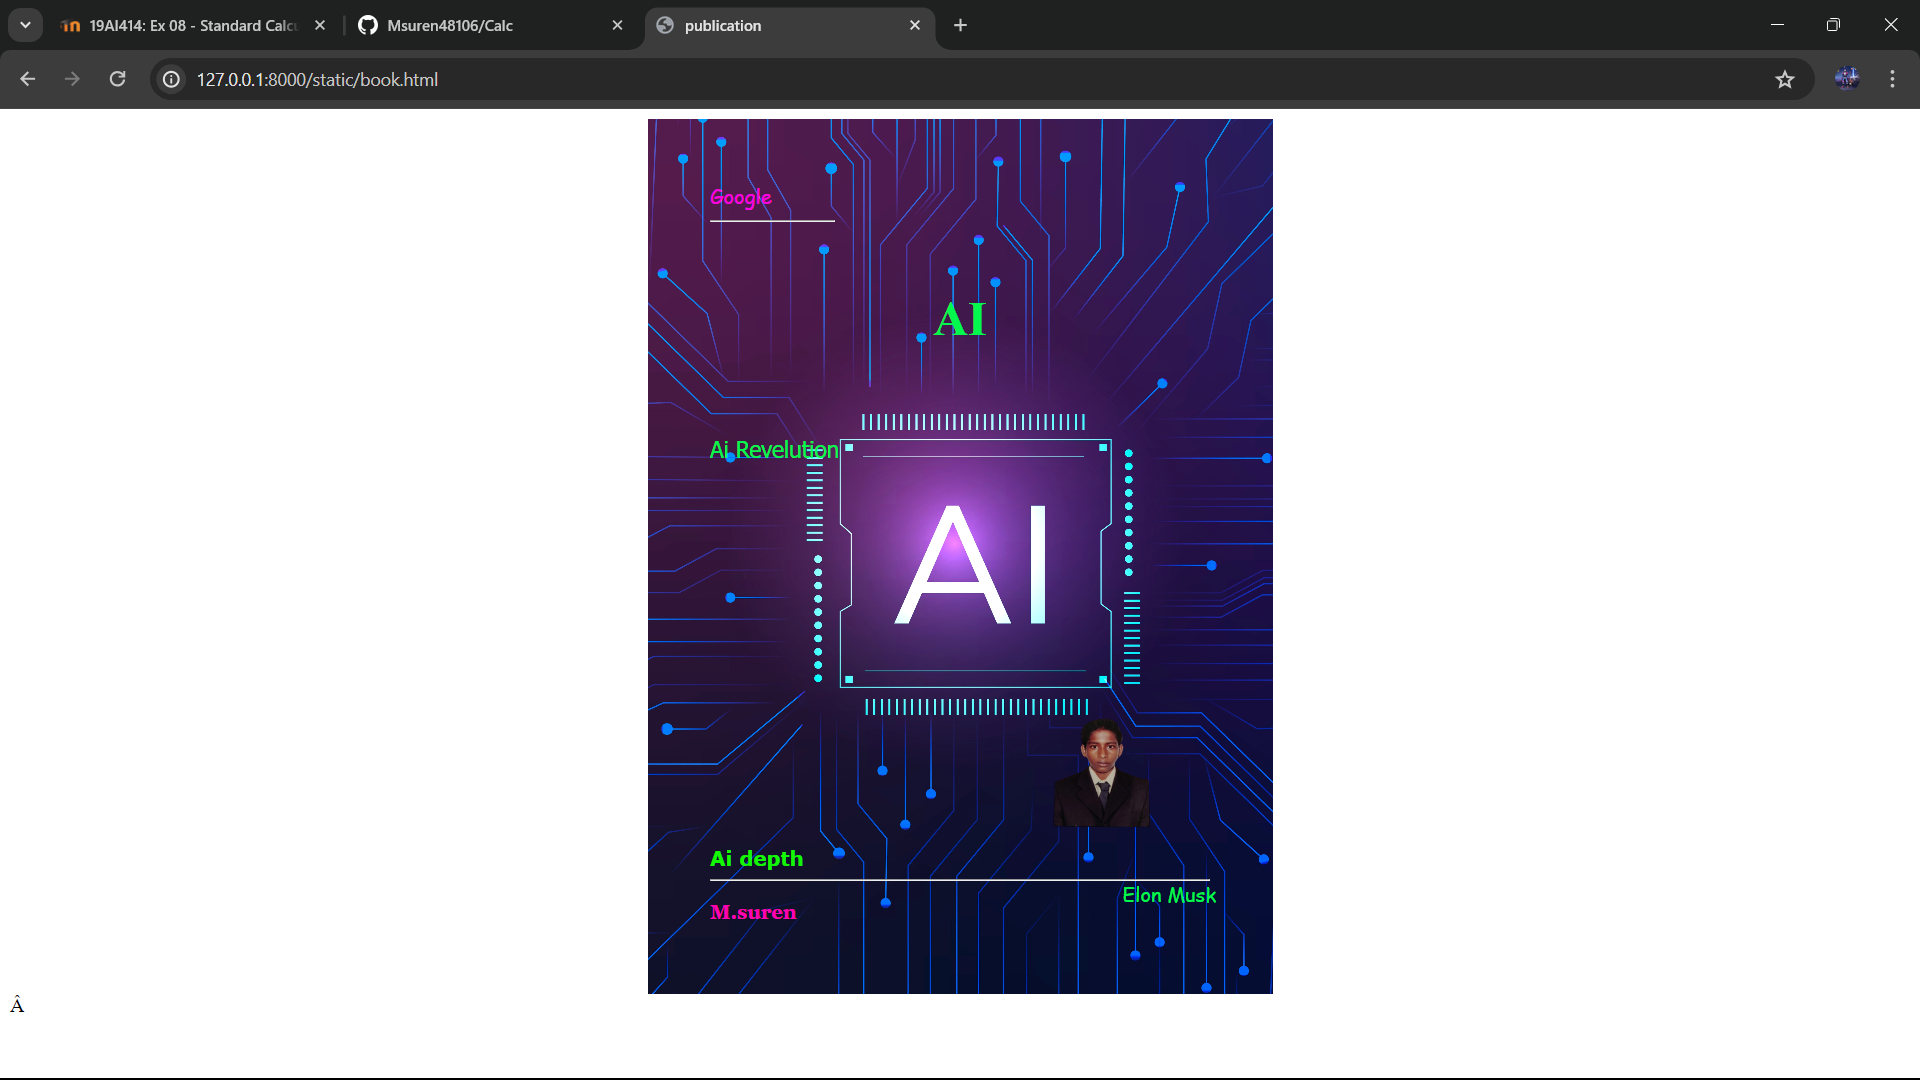 19AI414: Ex 08 - Standard Calc
Msuren48106/Calc
publication
127.0.0.1:8000/static/book.html
Google
AI
Ai Revelution
AI
Ai depth
Elon Musk
M.suren
Â